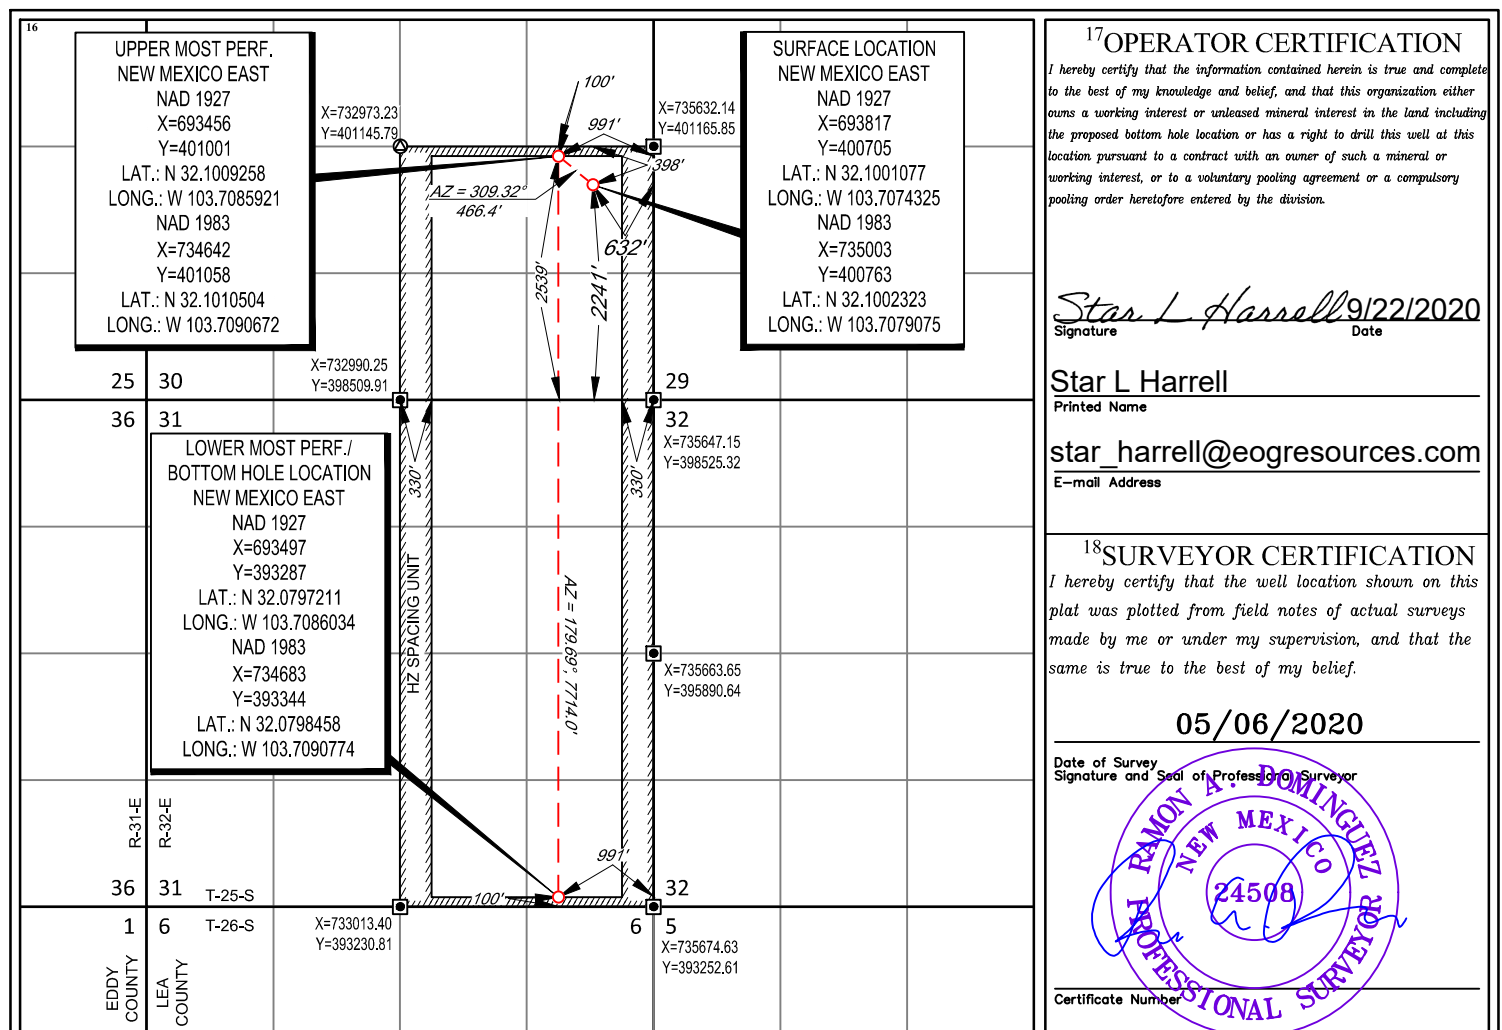 16
UPPER MOST PERF.
NEW MEXICO EAST
NAD 1927
X=693456
Y=401001
LAT.: N 32.1009258
LONG.: W 103.7085921
NAD 1983
X=734642
Y=401058
LAT.: N 32.1010504
LONG.: W 103.7090672
X=732973.23
Y=401145.79
100'
991'
X=735632.14
Y=401165.85
398'
AZ = 309.32°
466.4'
632'
2539'
2241'
SURFACE LOCATION
NEW MEXICO EAST
NAD 1927
X=693817
Y=400705
LAT.: N 32.1001077
LONG.: W 103.7074325
NAD 1983
X=735003
Y=400763
LAT.: N 32.1002323
LONG.: W 103.7079075
X=732990.25
Y=398509.91
25 30
29
36 31
32
X=735647.15
Y=398525.32
330'
330'
LOWER MOST PERF./
BOTTOM HOLE LOCATION
NEW MEXICO EAST
NAD 1927
X=693497
Y=393287
LAT.: N 32.0797211
LONG.: W 103.7086034
NAD 1983
X=734683
Y=393344
LAT.: N 32.0798458
LONG.: W 103.7090774
HZ SPACING UNIT
AZ = 179.69°, 7714.0'
X=735663.65
Y=395890.64
R-31-E
R-32-E
991'
100'
36 31 T-25-S
32
1 6 T-26-S
6 5
X=733013.40
Y=393230.81
X=735674.63
Y=393252.61
EDDY
COUNTY
LEA
COUNTY
17OPERATOR CERTIFICATION
I hereby certify that the information contained herein is true and complete
to the best of my knowledge and belief, and that this organization either
owns a working interest or unleased mineral interest in the land including
the proposed bottom hole location or has a right to drill this well at this
location pursuant to a contract with an owner of such a mineral or
working interest, or to a voluntary pooling agreement or a compulsory
pooling order heretofore entered by the division.
Star L Harrell 9/22/2020
Signature Date
Star L Harrell
Printed Name
star_harrell@eogresources.com
E-mail Address
18SURVEYOR CERTIFICATION
I hereby certify that the well location shown on this
plat was plotted from field notes of actual surveys
made by me or under my supervision, and that the
same is true to the best of my belief.
05/06/2020
Date of Survey
Signature and Seal of Professional Surveyor
RAMON A. DOMINGUEZ
NEW MEXICO
24508
PROFESSIONAL SURVEYOR
Certificate Number